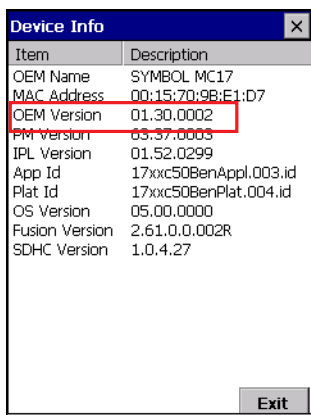 Device Info ×
Item Description
OEM Name SYMBOL MC17
MAC Address 00:15:70:9B:E1:D7
OEM Version 01.30.0002
PM Version 03.37.0003
IPL Version 01.52.0299
App Id 17xxc50BenAppl.003.id
Plat Id 17xxc50BenPlat.004.id
OS Version 05.00.0000
Fusion Version 2.61.0.0.002R
SDHC Version 1.0.4.27
Exit